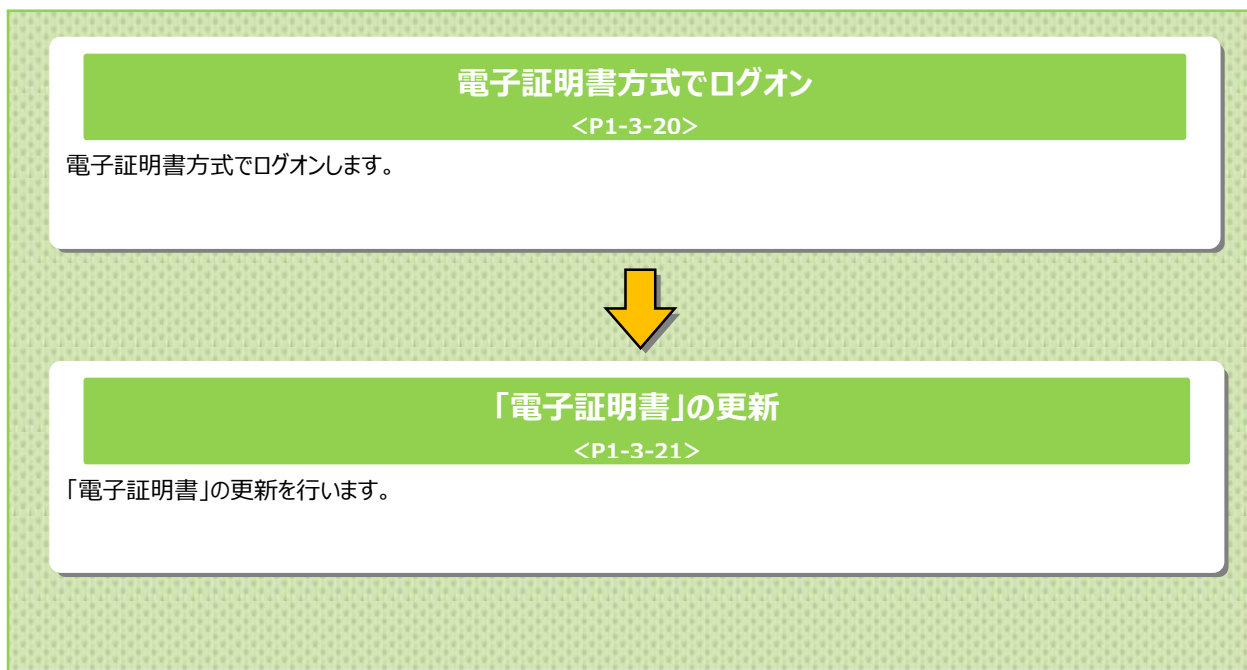 電子証明書方式でログオン
<P1-3-20>
電子証明書方式でログオンします。
「電子証明書」の更新
<P1-3-21>
「電子証明書」の更新を行います。